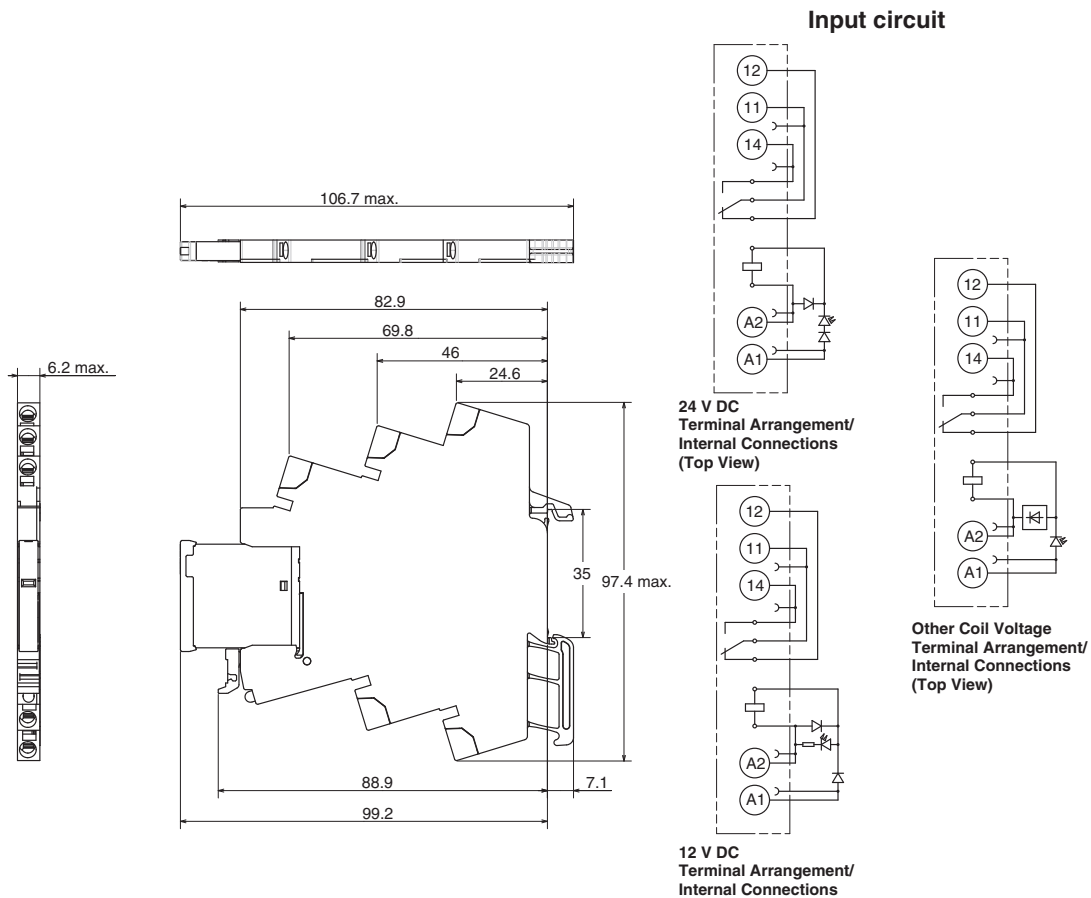 Input circuit
106.7 max.
82.9
69.8
46
24.6
6.2 max.
35
97.4 max.
88.9
7.1
99.2
12
11
14
A2
A1
24 V DC
Terminal Arrangement/
Internal Connections
(Top View)
12
11
14
A2
A1
12 V DC
Terminal Arrangement/
Internal Connections
12
11
14
A2
A1
Other Coil Voltage
Terminal Arrangement/
Internal Connections
(Top View)